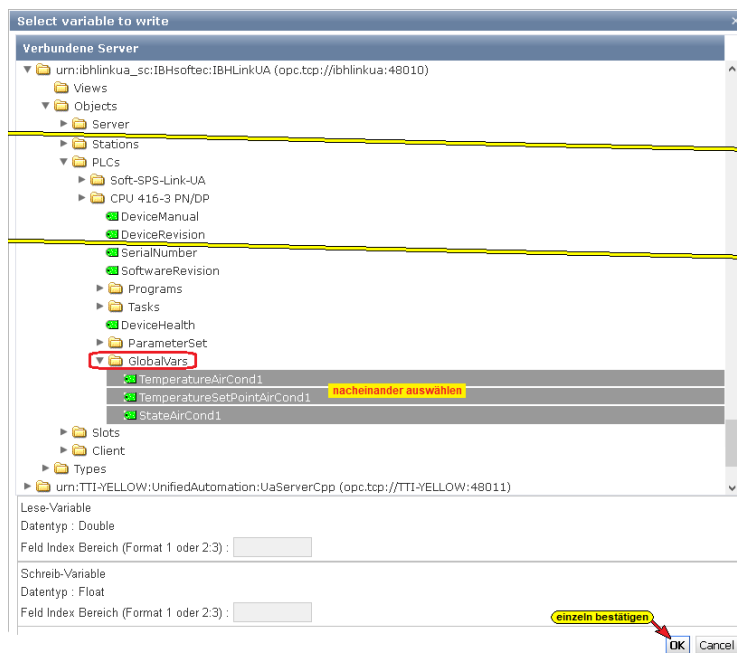 Select variable to write
Verbundene Server
urn:ibhlinkua_sc:IBHsoftec:IBHLinkUA (opc.tcp://ibhlinkua:48010)
Views
Objects
Server
Stations
PLCs
Soft-SPS-Link-UA
CPU 416-3 PN/DP
DeviceManual
DeviceRevision
SerialNumber
SoftwareRevision
Programs
Tasks
DeviceHealth
ParameterSet
GlobalVars
TemperatureAirCond1
nacheinander auswählen
TemperatureSetPointAirCond1
StateAirCond1
Slots
Client
Types
urn:TTI-YELLOW:UnifiedAutomation:UaServerCpp (opc.tcp://TTI-YELLOW:48011)
Lese-Variable
Datentyp : Double
Feld Index Bereich (Format 1 oder 2:3) :
Schreib-Variable
Datentyp : Float
Feld Index Bereich (Format 1 oder 2:3) :
einzeln bestätigen
OK Cancel